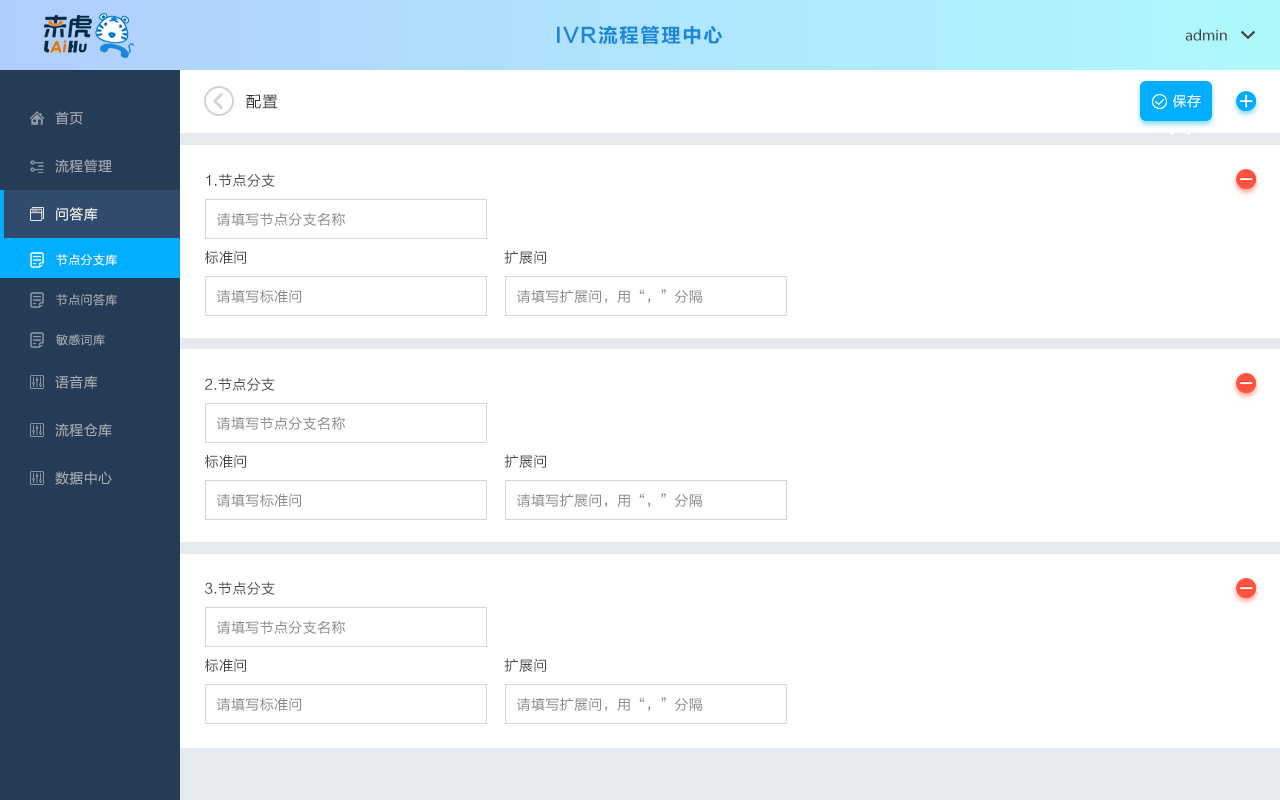 来虎
LAiHu
IVR流程管理中心
admin
首页
流程管理
问答库
节点分支库
节点问答库
敏感词库
语音库
流程仓库
数据中心
配置
保存
1.节点分支
请填写节点分支名称
标准问
扩展问
请填写标准问
请填写扩展问，用“，”分隔
2.节点分支
请填写节点分支名称
标准问
扩展问
请填写标准问
请填写扩展问，用“，”分隔
3.节点分支
请填写节点分支名称
标准问
扩展问
请填写标准问
请填写扩展问，用“，”分隔